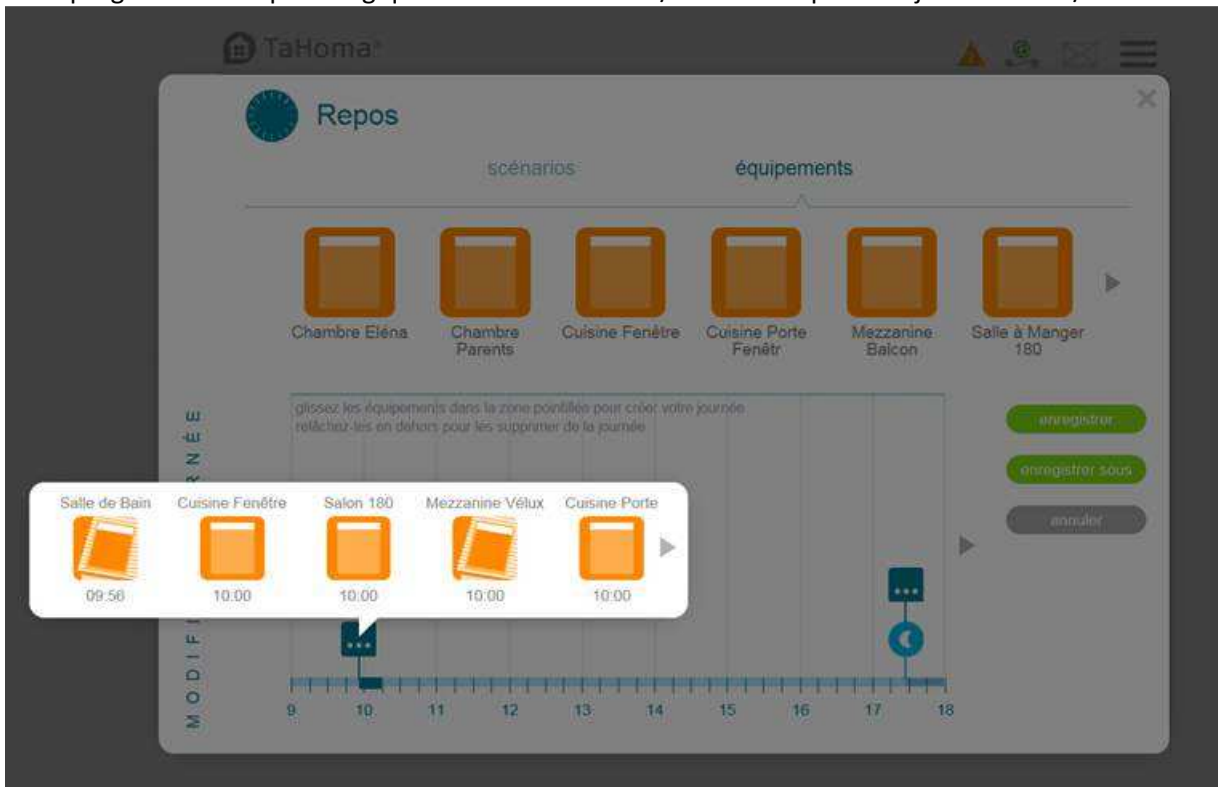 TaHoma®
Repos
scénarios
équipements
Chambre Eléna
Chambre
Parents
Cuisine Fenêtre
Cuisine Porte
Fenêtr
Mezzanine
Balcon
Salle à Manger
180
glissez les équipements dans la zone pointillée pour créer votre journée
relâchez-les en dehors pour les supprimer de la journée
enregistrer
enregistrer sous
annuler
Salle de Bain
Cuisine Fenêtre
Salon 180
Mezzanine Vélux
Cuisine Porte
09:56
10:00
10:00
10:00
10:00
9 10 11 12 13 14 15 16 17 18